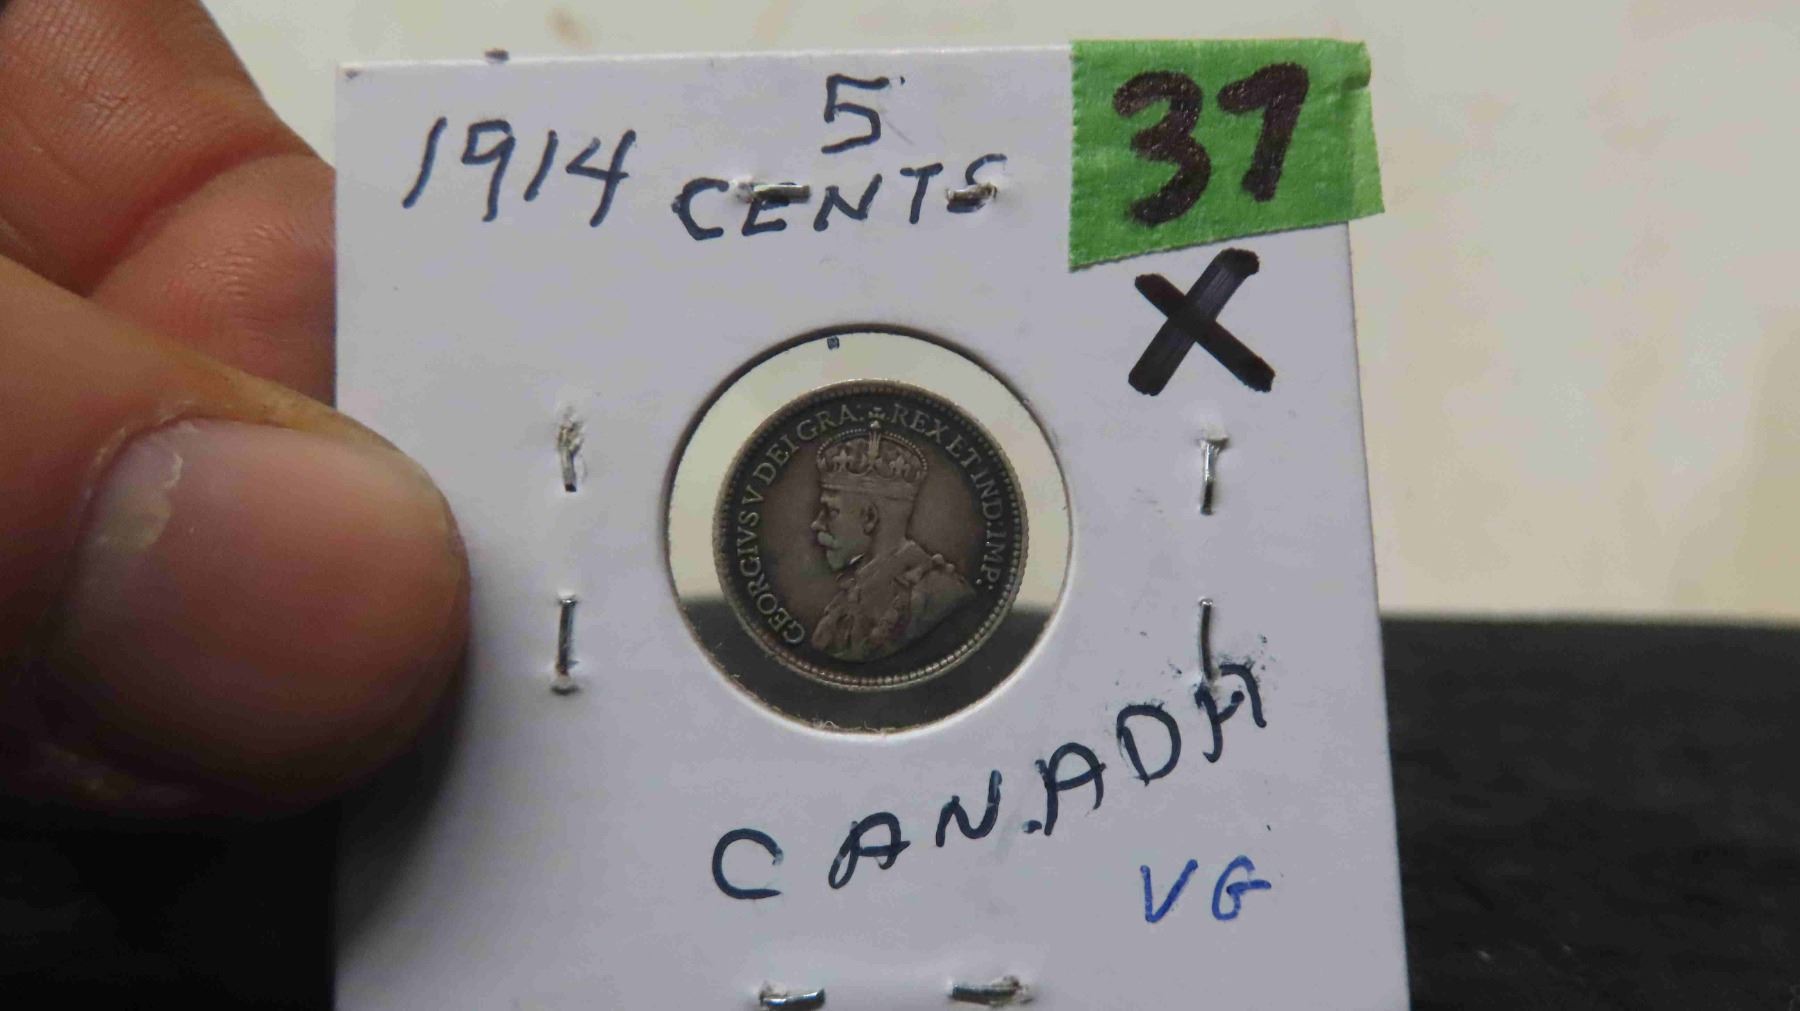 1914 5 CENTS
37
X
GEORGIVS V DEI GRA: REX ET IND: IMP:
CANADA
VG